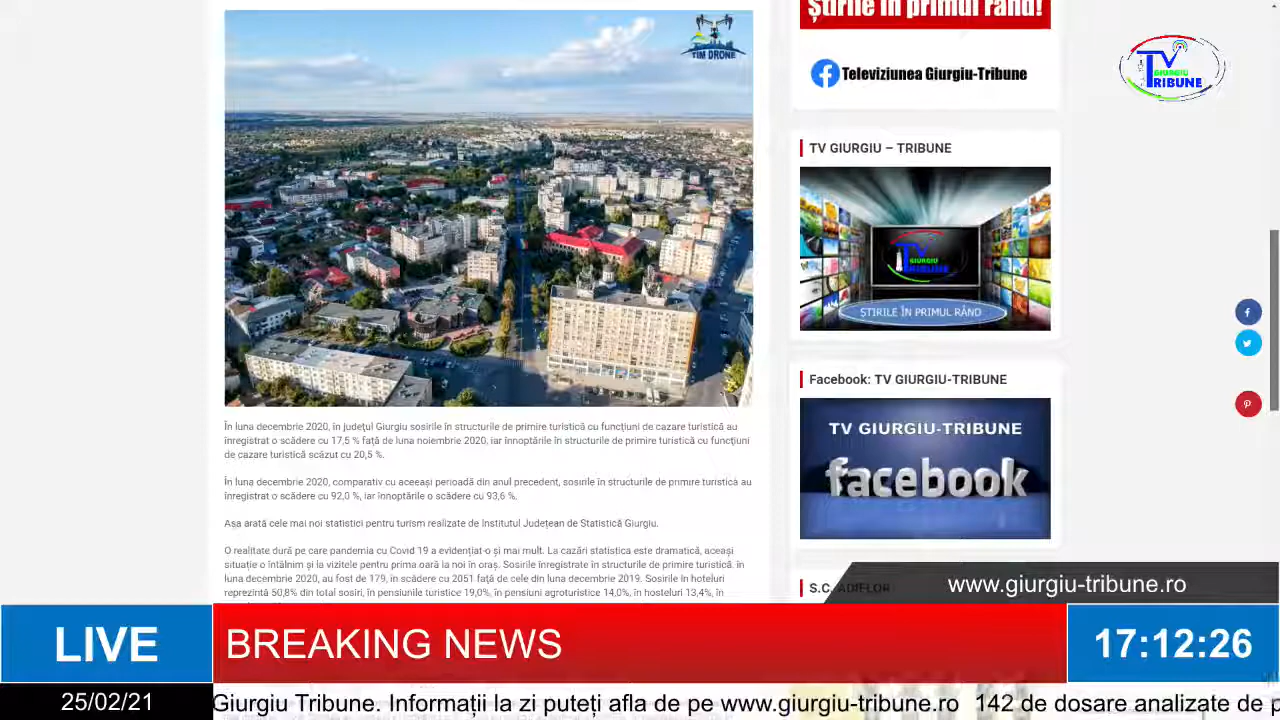 TIM DRONE
Știrile în primul rând!
Televiziunea Giurgiu-Tribune
TV GIURGIU TRIBUNE
TV GIURGIU – TRIBUNE
TV GIURGIU TRIBUNE
ȘTIRILE ÎN PRIMUL RÂND
Facebook: TV GIURGIU-TRIBUNE
TV GIURGIU-TRIBUNE
facebook
S.C. ADIFLOR
În luna decembrie 2020, în județul Giurgiu sosirile în structurile de primire turistică cu funcțiuni de cazare turistică au
înregistrat o scădere cu 17,5 % față de luna noiembrie 2020, iar înnoptările în structurile de primire turistică cu funcțiuni
de cazare turistică scăzut cu 20,5 %.
În luna decembrie 2020, comparativ cu aceeași perioadă din anul precedent, sosirile în structurile de primire turistică au
înregistrat o scădere cu 92,0 %, iar înnoptările o scădere cu 93,6 %.
Așa arată cele mai noi statistici pentru turism realizate de Institutul Județean de Statistică Giurgiu.
O realitate dură pe care pandemia cu Covid 19 a evidențiat-o și mai mult. La cazări statistica este dramatică, aceași
situație o întâlnim și la vizitele pentru prima oară la noi în oraș. Sosirile înregistrate în structurile de primire turistică, în
luna decembrie 2020, au fost de 179, în scădere cu 2051 față de cele din luna decembrie 2019. Sosirile în hoteluri
reprezintă 50,8% din total sosiri, în pensiunile turistice 19,0%, în pensiuni agroturistice 14,0%, în hosteluri 13,4%, în
www.giurgiu-tribune.ro
LIVE
BREAKING NEWS
17:12:26
25/02/21
Giurgiu Tribune. Informații la zi puteți afla de pe www.giurgiu-tribune.ro 142 de dosare analizate de p